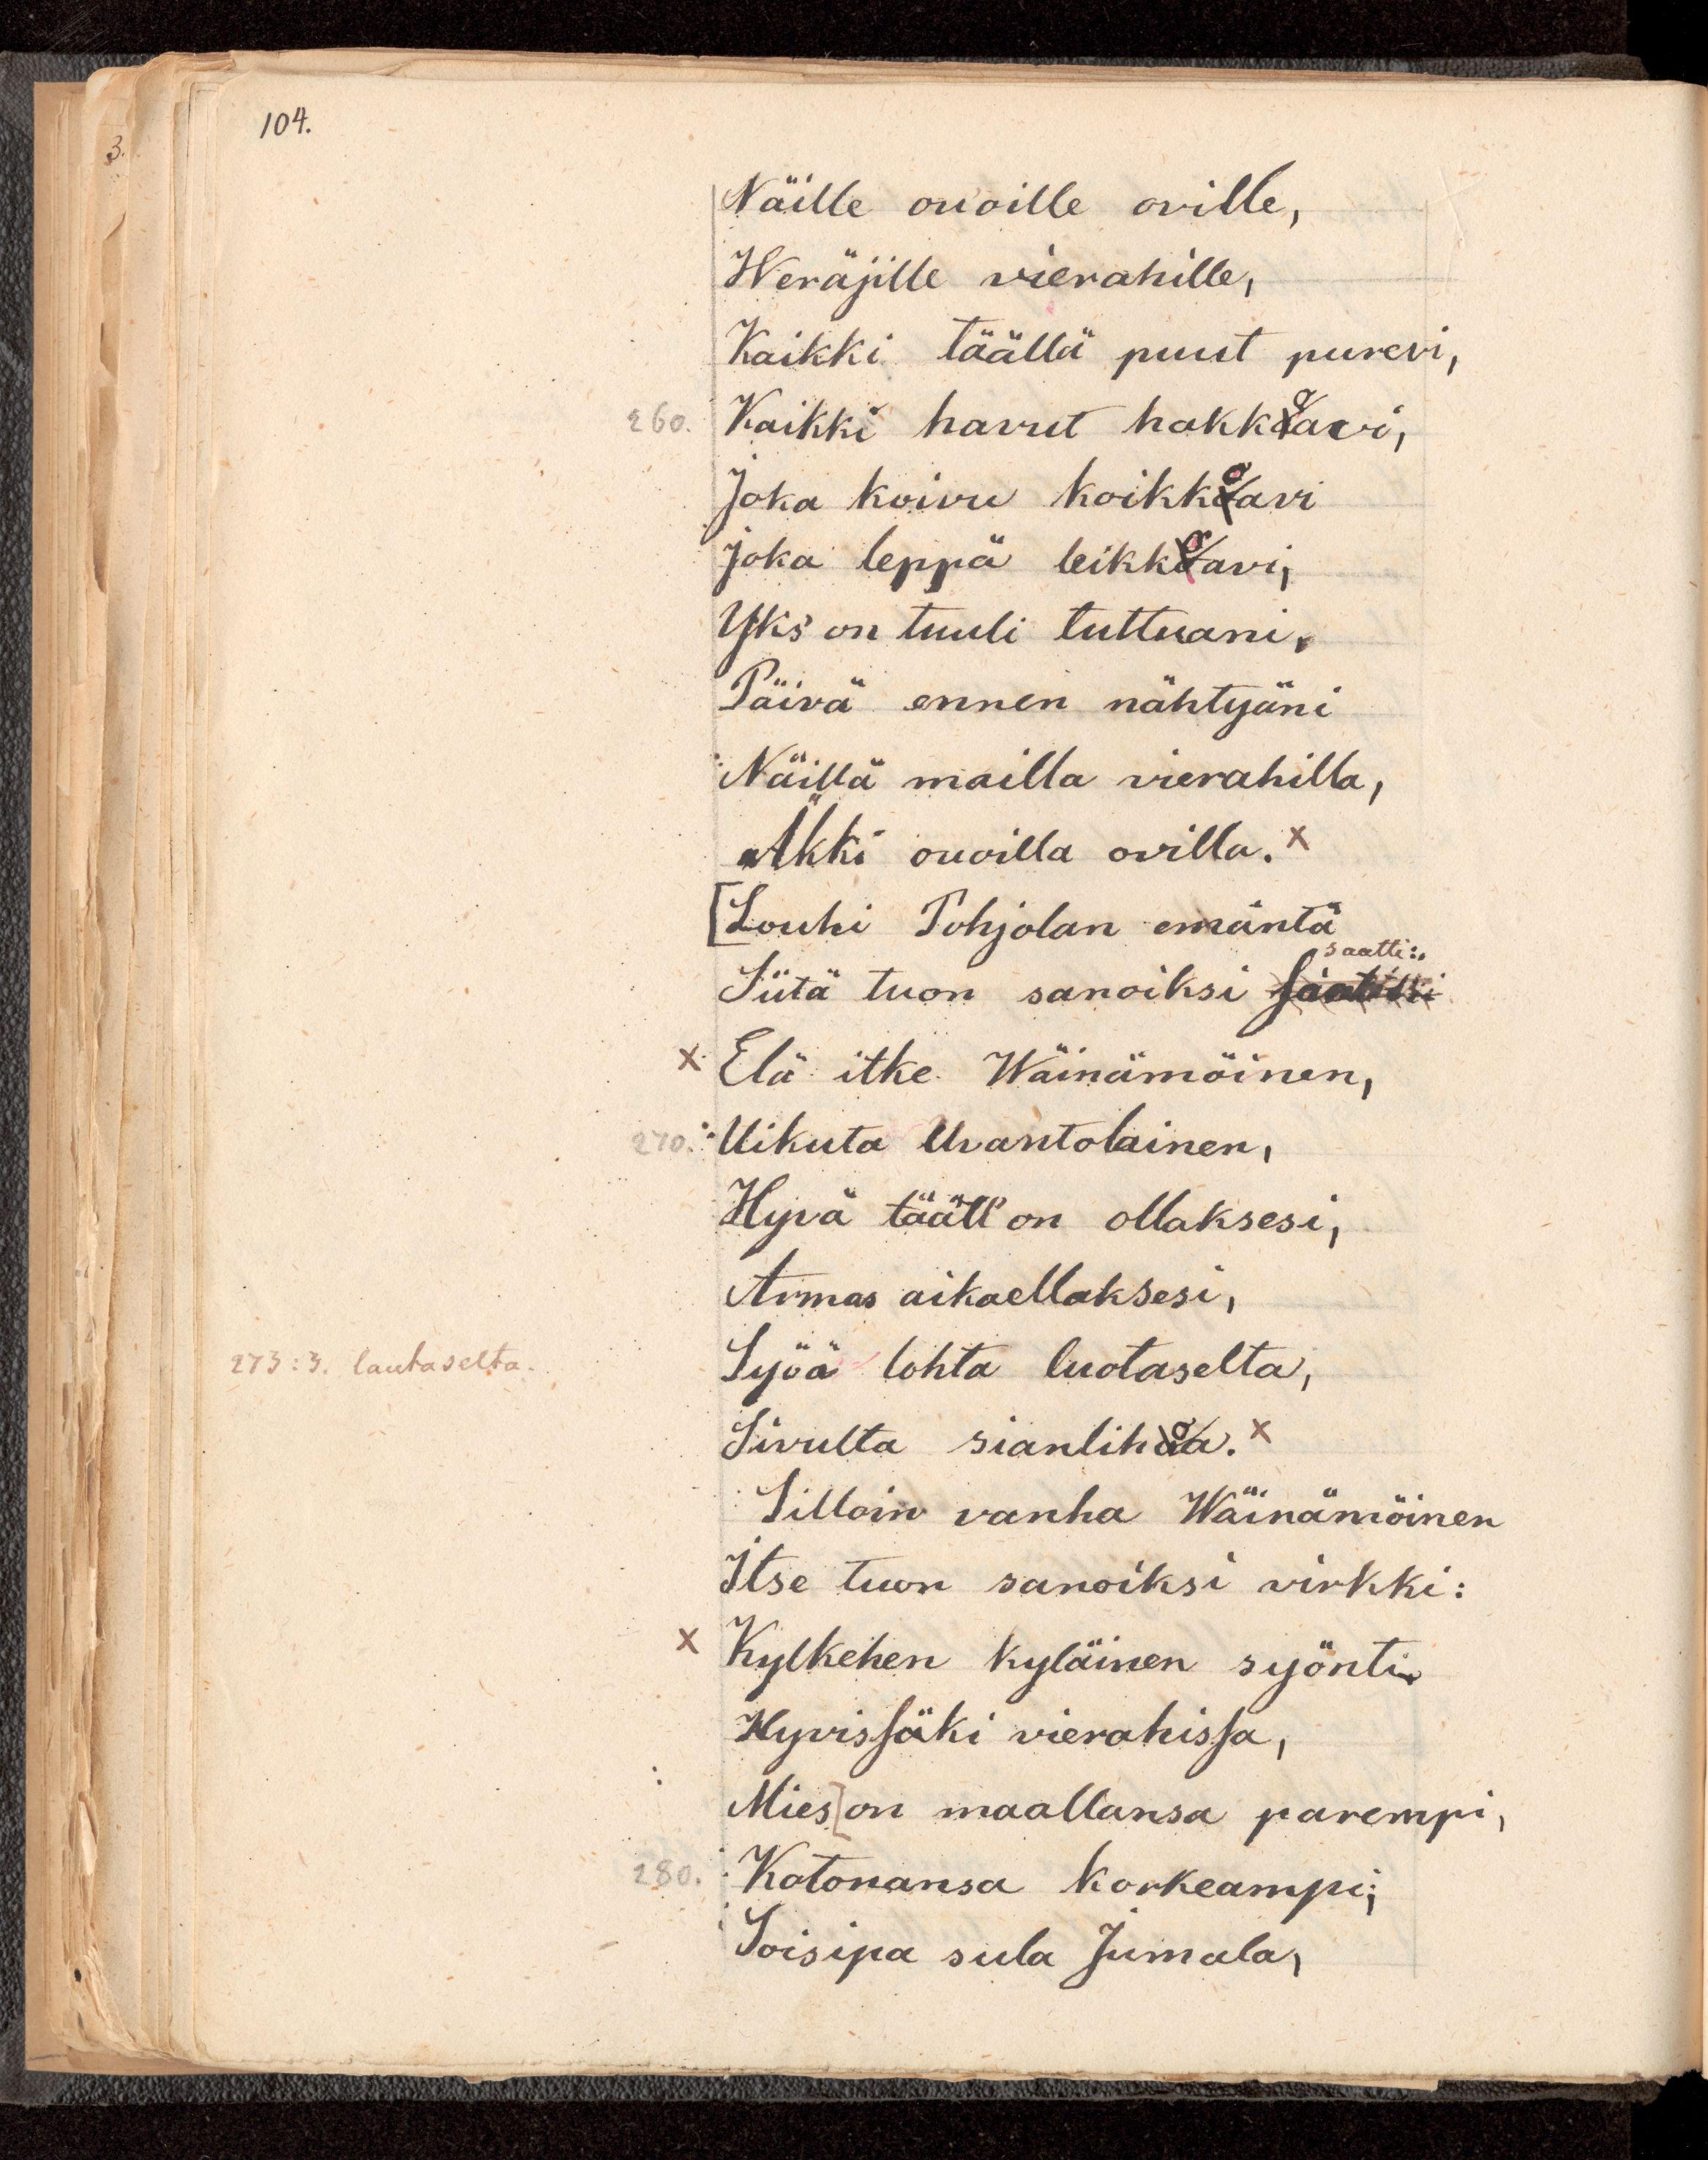 104.
3.
Näille ouoille oville,
Weräjille vierahille,
Kaikki täällä puut purevi,
260. Kaikki havut hakkoavi,
Joka koivu koikkoavi
Joka leppä leikkoavi,
Yks on tuuli tuttuani,
Päivä ennen nähtyäni
Näillä mailla vierahilla,
Äkki ouoilla ovilla. x
[Louhi Pohjolan emäntä
saatti:
Siitä tuon sanoiksi
x Elä itke Wäinämöinen,
270. Uikuta Uvantolainen,
Hyvä tääll' on ollaksesi,
Armas aikaellaksesi,
273:3. lautaselta. Syöä lohta luotaselta,
Sivulta sianlihoa. x
Silloin vanha Wäinämöinen
Itse tuon sanoiksi virkki:
x Kylkehen kyläinen syönti
Hyvissäki vierahissa,
Mies] on maallansa parempi,
280. Kotonansa korkeampi;
Soisipa sula Jumala,